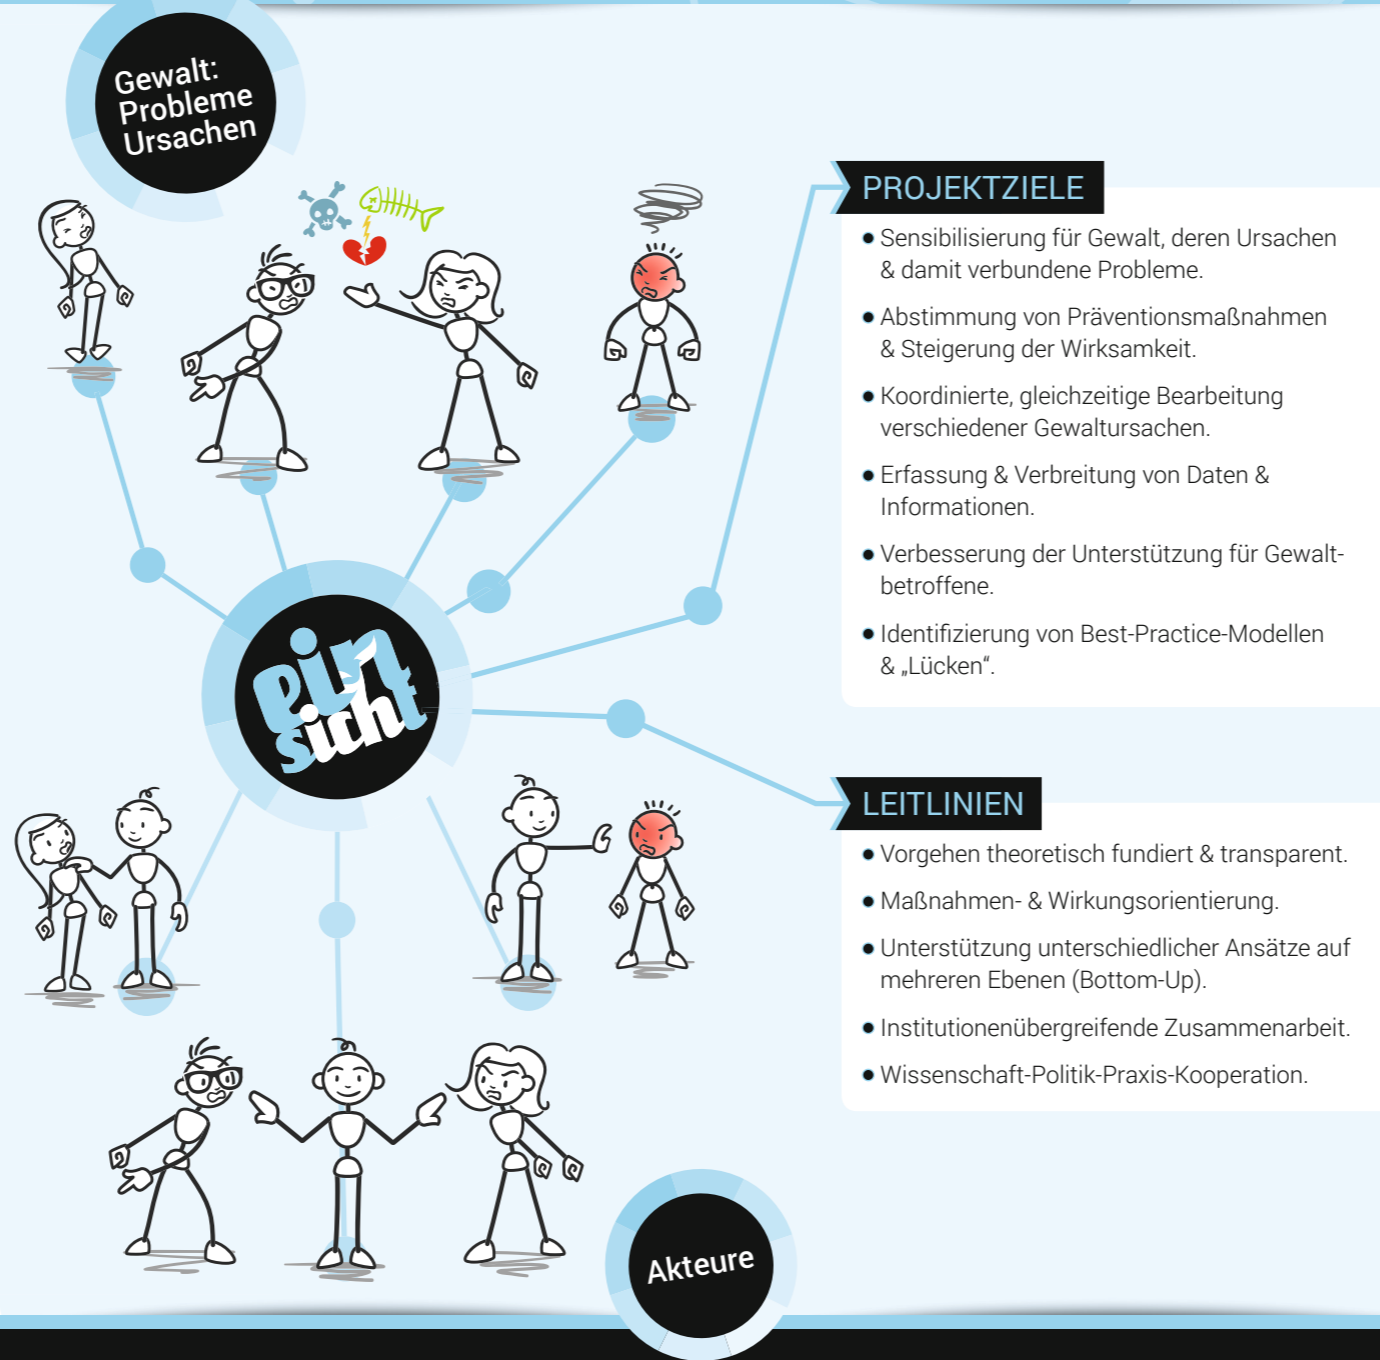 Gewalt:
Probleme
Ursachen
PROJEKTZIELE
• Sensibilisierung für Gewalt, deren Ursachen
& damit verbundene Probleme.
• Abstimmung von Präventionsmaßnahmen
& Steigerung der Wirksamkeit.
• Koordinierte, gleichzeitige Bearbeitung
verschiedener Gewaltursachen.
• Erfassung & Verbreitung von Daten &
Informationen.
• Verbesserung der Unterstützung für Gewalt-
betroffene.
• Identifizierung von Best-Practice-Modellen
& „Lücken“.
ein
sicht
LEITLINIEN
• Vorgehen theoretisch fundiert & transparent.
• Maßnahmen- & Wirkungsorientierung.
• Unterstützung unterschiedlicher Ansätze auf
mehreren Ebenen (Bottom-Up).
• Institutionenübergreifende Zusammenarbeit.
• Wissenschaft-Politik-Praxis-Kooperation.
Akteure